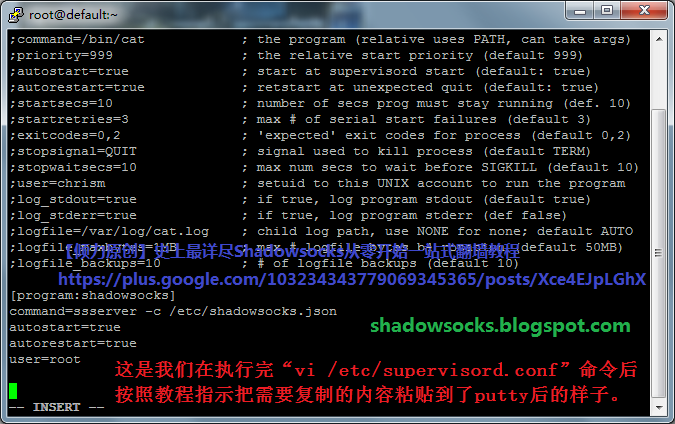 root@default:~
;command=/bin/cat ; the program (relative uses PATH, can take args)
;priority=999 ; the relative start priority (default 999)
;autostart=true ; start at supervisord start (default: true)
;autorestart=true ; retstart at unexpected quit (default: true)
;startsecs=10 ; number of secs prog must stay running (def. 10)
;startretries=3 ; max # of serial start failures (default 3)
;exitcodes=0,2 ; 'expected' exit codes for process (default 0,2)
;stopsignal=QUIT ; signal used to kill process (default TERM)
;stopwaitsecs=10 ; max num secs to wait before SIGKILL (default 10)
;user=chrism ; setuid to this UNIX account to run the program
;log_stdout=true ; if true, log program stdout (default true)
;log_stderr=true ; if true, log program stderr (def false)
;logfile=/var/log/cat.log ; child log path, use NONE for none; default AUTO
;logfile_maxbytes=1MB ; max # logfile bytes b4 rotation (default 50MB)
【倾力原创】史上最详尽Shadowsocks从零开始一站式翻墙教程
;logfile_backups=10 ; # of logfile backups (default 10)
https://plus.google.com/103234343779069345365/posts/Xce4EJpLGhX
[program:shadowsocks]
command=ssserver -c /etc/shadowsocks.json
autostart=true
shadowsocks.blogspot.com
autorestart=true
user=root
这是我们在执行完“vi /etc/supervisord.conf”命令后
按照教程指示把需要复制的内容粘贴到了putty后的样子。
-- INSERT --